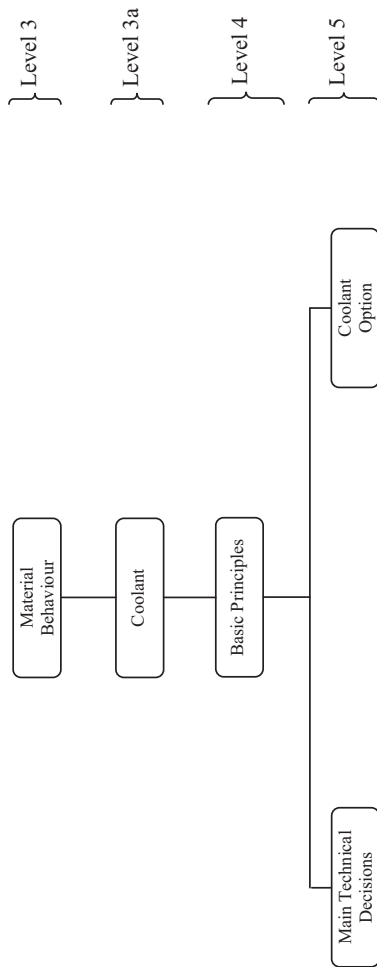 Material
Behaviour
Level 3
Coolant
Level 3a
Basic Principles
Level 4
Main Technical
Decisions
Coolant
Option
Level 5